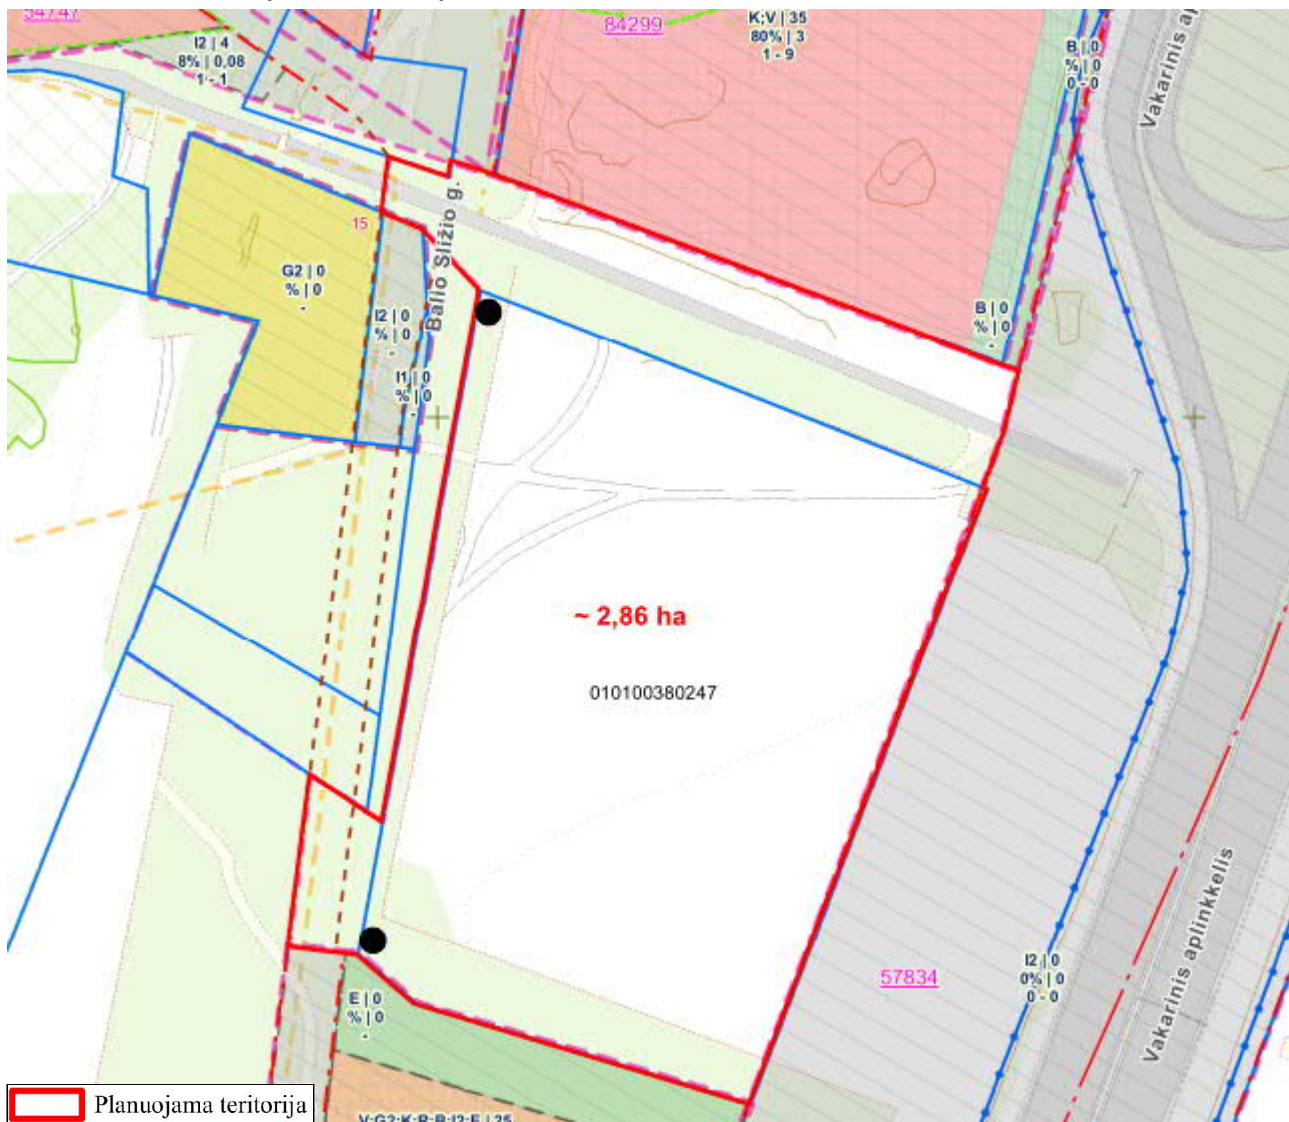 54747
84299
K;V | 35
80% | 3
1 - 9
I2 | 4
8% | 0,08
1 - 1
B | 0
% | 0
0 - 0
Vakarinis
15
Balio Sližio g.
G2 | 0
% | 0
-
I2 | 0
% | 0
-
B | 0
% | 0
-
I1 | 0
% | 0
-
~ 2,86 ha
010100380247
57834
I2 | 0
0% | 0
0 - 0
Vakarinis aplinkkelis
E | 0
% | 0
-
Planuojama teritorija